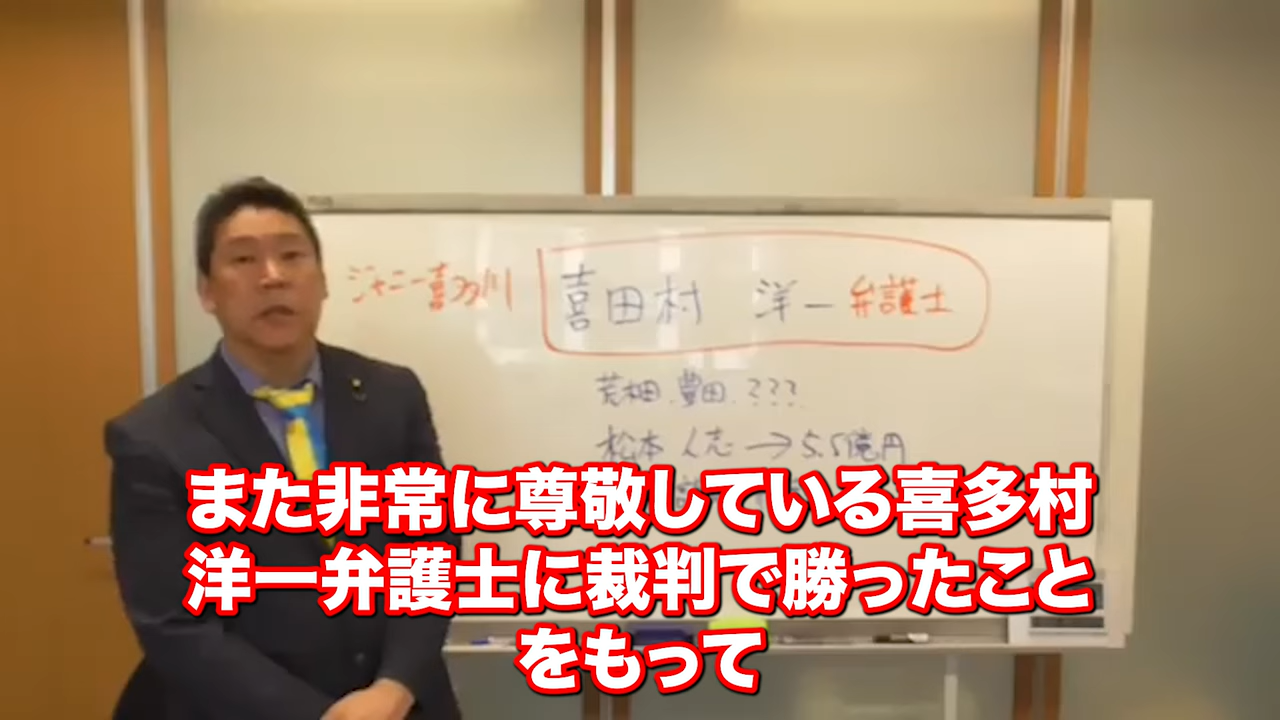 ジャニー喜多川
喜田村 洋一 弁護士
荒木田.豊田.???
松本人志→5.5億円
また非常に尊敬している喜多村
洋一弁護士に裁判で勝ったこと
をもって